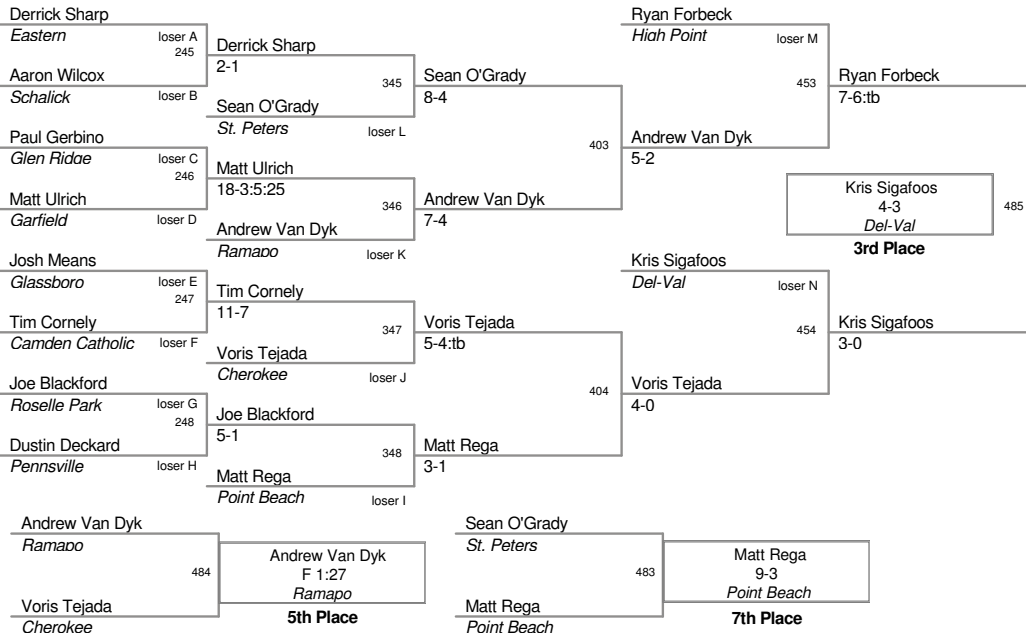 Derrick Sharp
Eastern
loser A
245
Aaron Wilcox
Schalick
loser B
Paul Gerbino
Glen Ridge
loser C
246
Matt Ulrich
Garfield
loser D
Josh Means
Glassboro
loser E
247
Tim Cornely
Camden Catholic
loser F
Joe Blackford
Roselle Park
loser G
248
Dustin Deckard
Pennsville
loser H
Derrick Sharp
2-1
345
Sean O'Grady
St. Peters
loser L
Matt Ulrich
18-3:5:25
346
Andrew Van Dyk
Ramapo
loser K
Tim Cornely
11-7
347
Voris Tejada
Cherokee
loser J
Joe Blackford
5-1
348
Matt Rega
Point Beach
loser I
Sean O'Grady
8-4
403
Andrew Van Dyk
7-4
Voris Tejada
5-4:tb
404
Matt Rega
3-1
Ryan Forbeck
High Point
loser M
453
Andrew Van Dyk
5-2
Kris Sigafoos
Del-Val
loser N
454
Voris Tejada
4-0
Ryan Forbeck
7-6:tb
Kris Sigafoos
4-3
Del-Val
485
3rd Place
Kris Sigafoos
3-0
Andrew Van Dyk
Ramapo
484
Voris Tejada
Cherokee
Andrew Van Dyk
F 1:27
Ramapo
5th Place
Sean O'Grady
St. Peters
483
Matt Rega
Point Beach
Matt Rega
9-3
Point Beach
7th Place